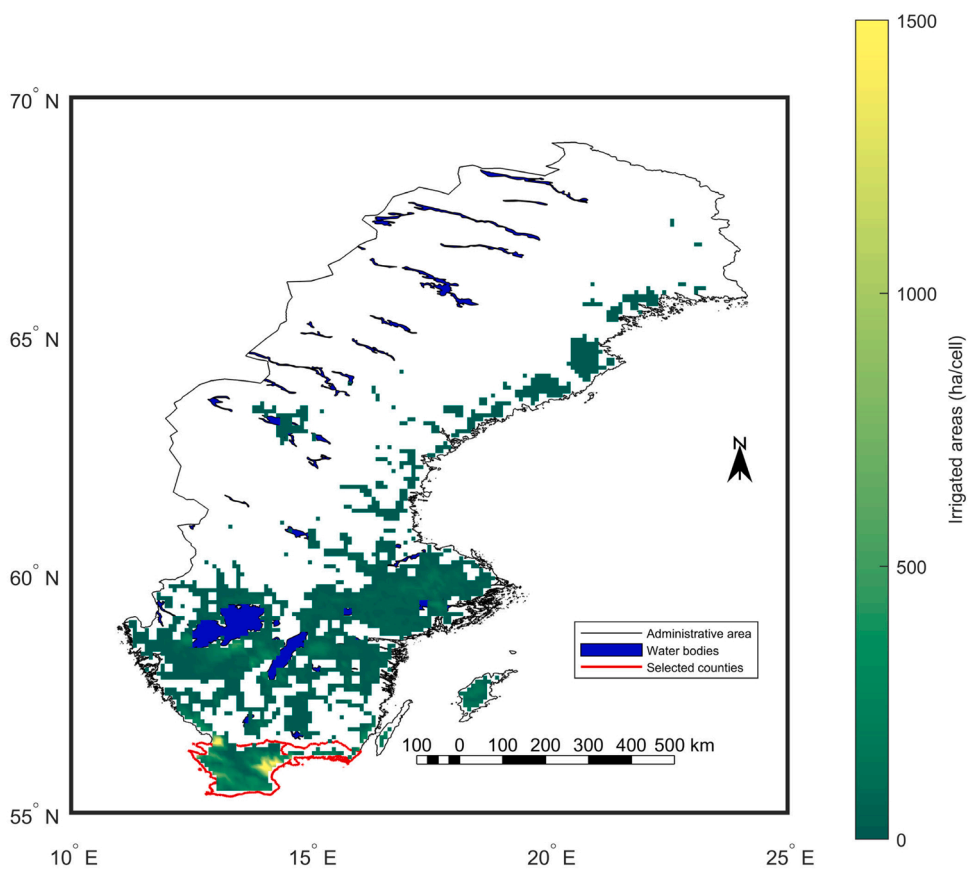 1500
70° N
1000
65° N
N
Irrigated areas (ha/cell)
60° N
500
Administrative area
Water bodies
Selected counties
100 0 100 200 300 400 500 km
55° N
0
10° E 15° E 20° E 25° E